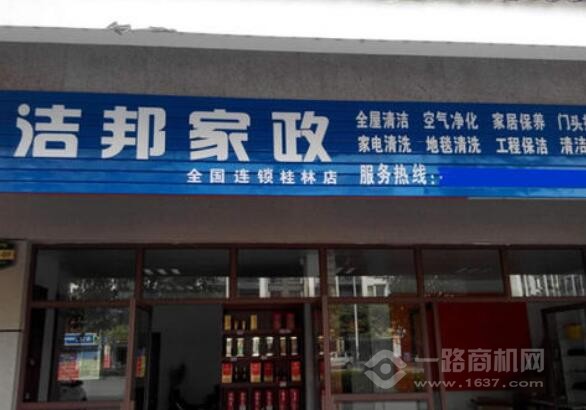 洁邦家政
全国连锁桂林店
全屋清洁 空气净化 家居保养 门头
家电清洗 地毯清洗 工程保洁 清洁
服务热线:
一路商机网
www.1637.com